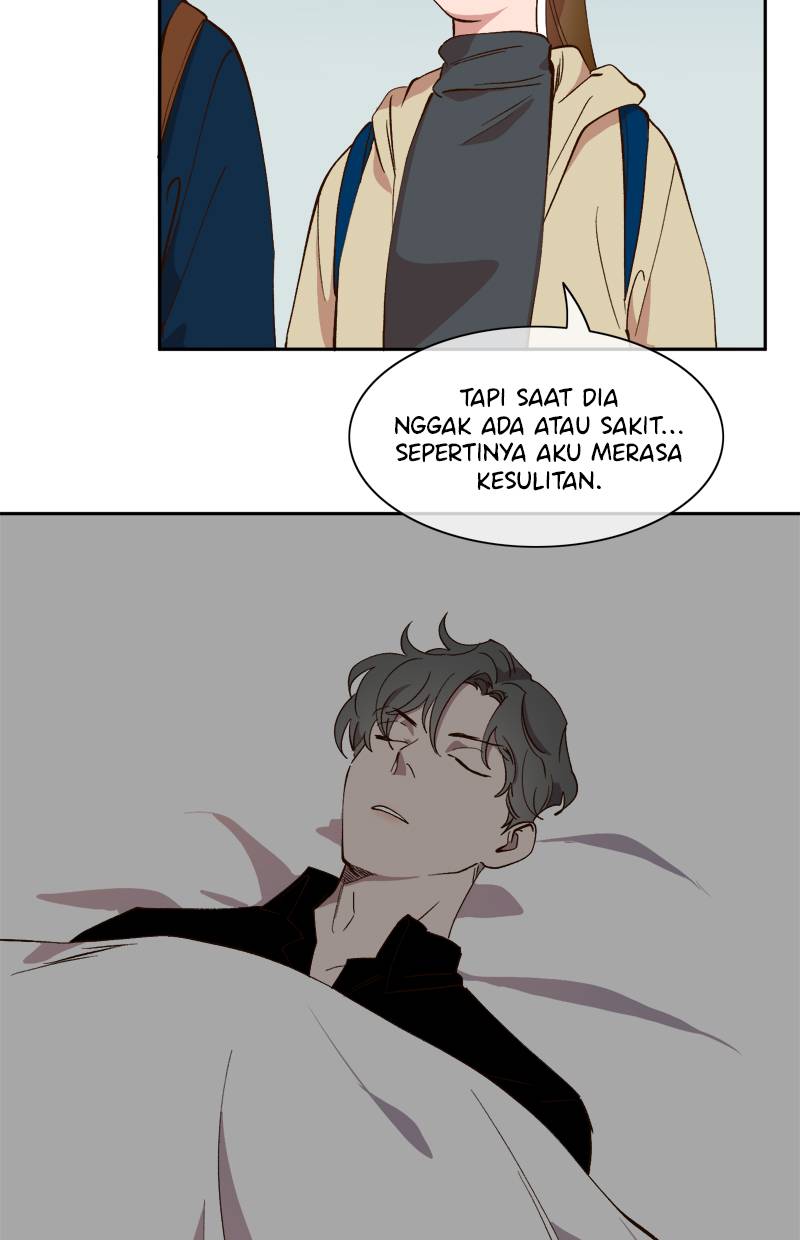 TAPI SAAT DIA
NGGAK ADA ATAU SAKIT...
SEPERTINYA AKU MERASA
KESULITAN.